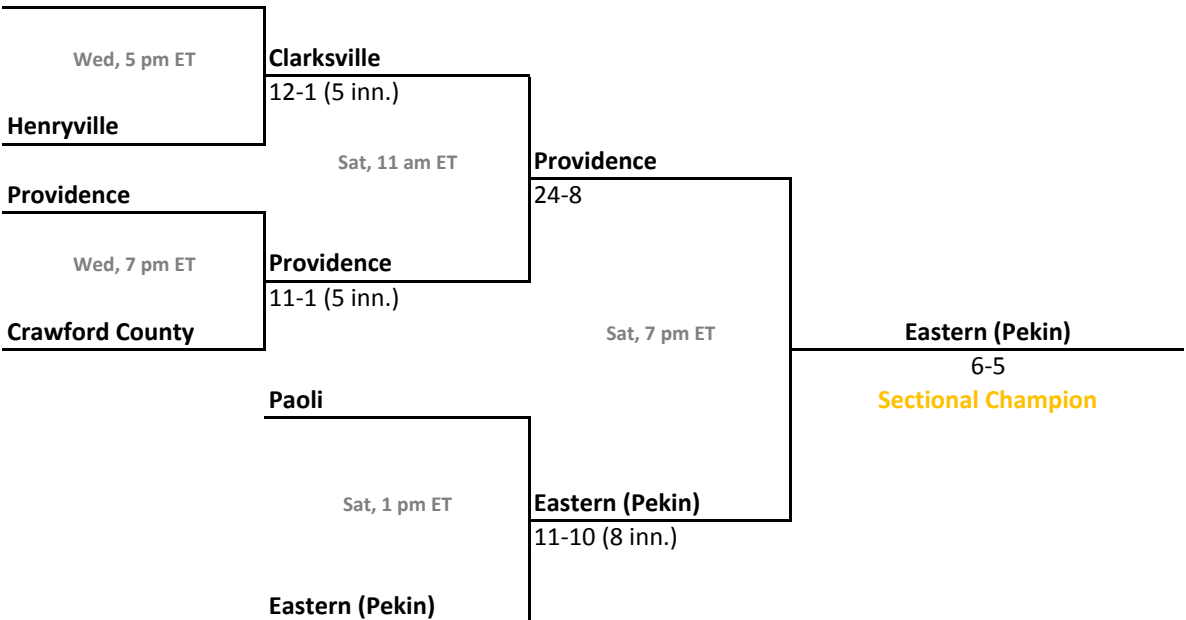 Wed, 5 pm ET
Clarksville
12-1 (5 inn.)
Henryville
Sat, 11 am ET
Providence
24-8
Providence
Wed, 7 pm ET
Providence
11-1 (5 inn.)
Crawford County
Sat, 7 pm ET
Eastern (Pekin)
6-5
Sectional Champion
Paoli
Sat, 1 pm ET
Eastern (Pekin)
11-10 (8 inn.)
Eastern (Pekin)